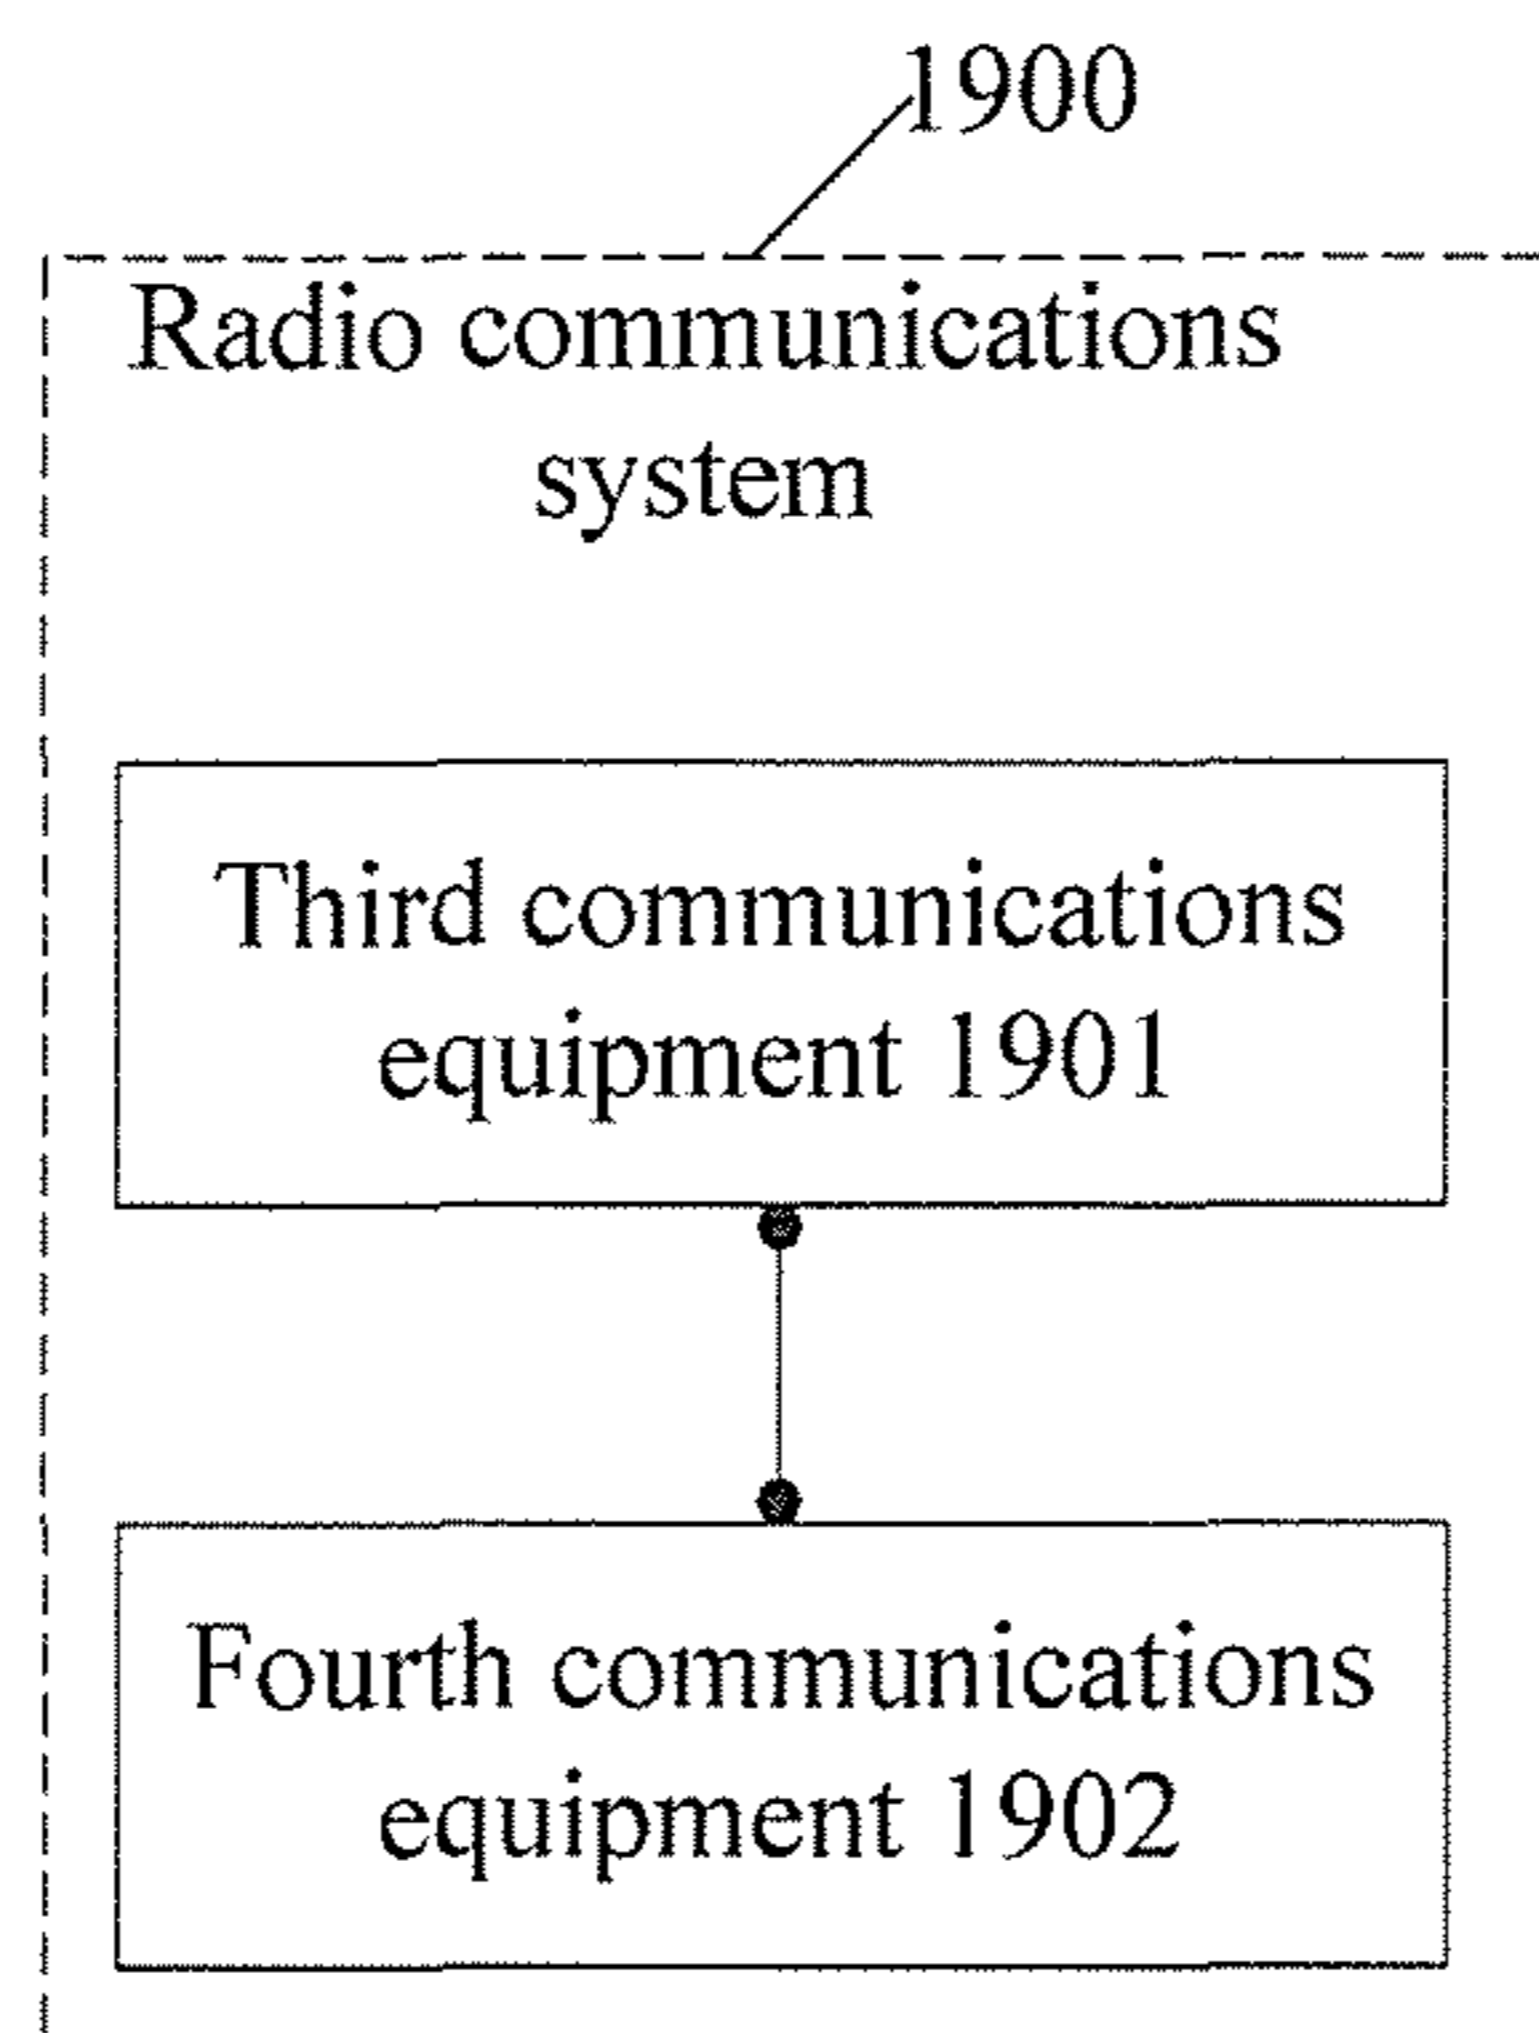 1900
Radio communications
system
Third communications
equipment 1901
Fourth communications
equipment 1902